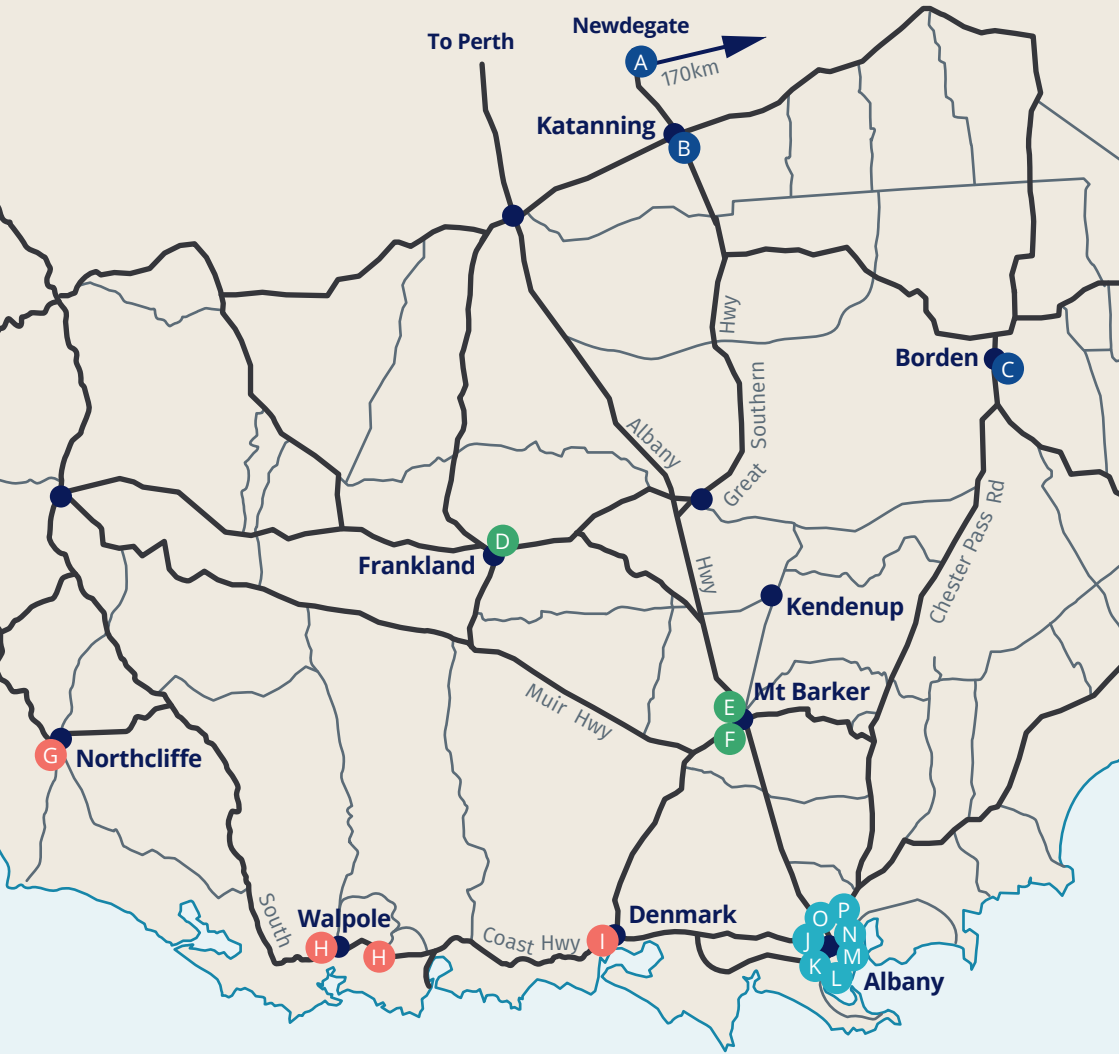 Newdegate
To Perth
A
170km
Katanning
B
Hwy
Borden
C
Southern
Albany
Great
Chester Pass Rd
D
Frankland
Hwy
Kendenup
Mt Barker
E
Muir Hwy
F
G
Northcliffe
South
Walpole
Denmark
H
H
Coast Hwy
I
O
P
J
N
K
M
L
Albany